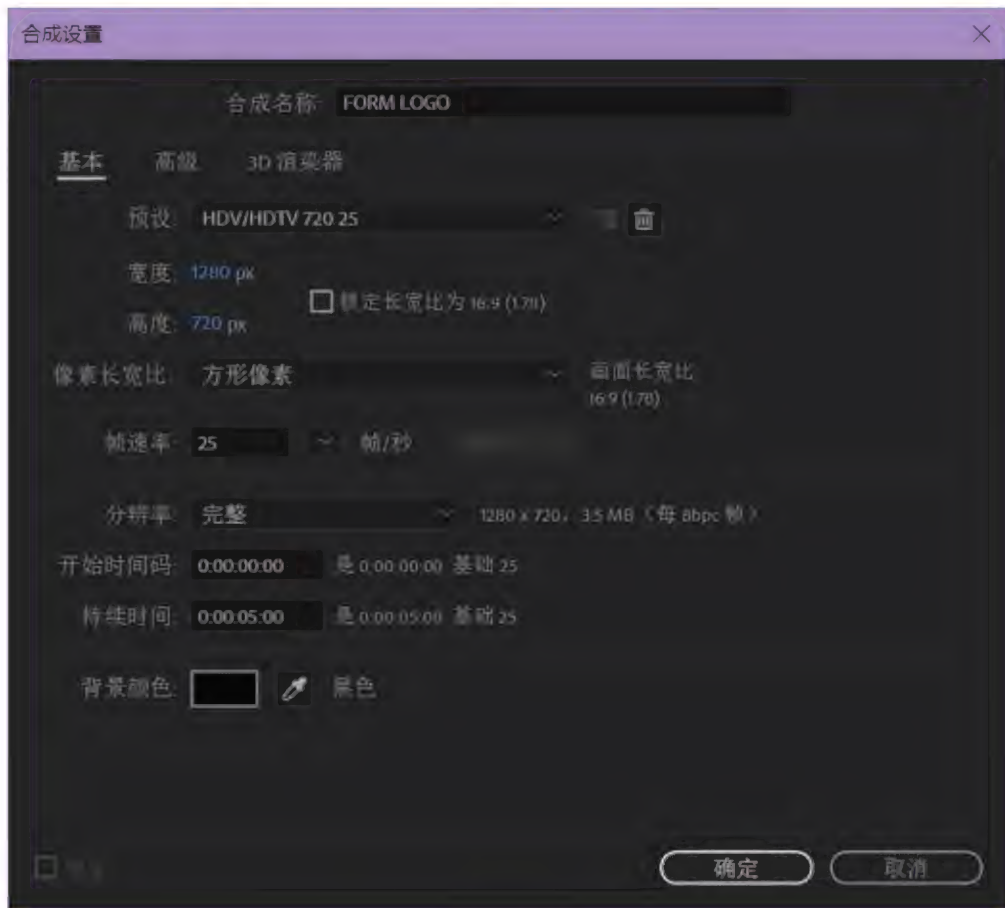 合成设置
合成名称: FORM LOGO
基本 高级 3D 渲染器
预设: HDV/HDTV 720 25
宽度: 1280 px
锁定长宽比为 16:9 (1.78)
高度: 720 px
像素长宽比: 方形像素
画面长宽比
16:9 (1.78)
帧速率: 25 帧/秒
分辨率: 完整 1280 x 720, 3.5 MB (每 8bpc 帧)
开始时间码: 0:00:00:00 是 0:00:00:00 基础 25
持续时间: 0:00:05:00 是 0:00:05:00 基础 25
背景颜色: 黑色
确定 取消